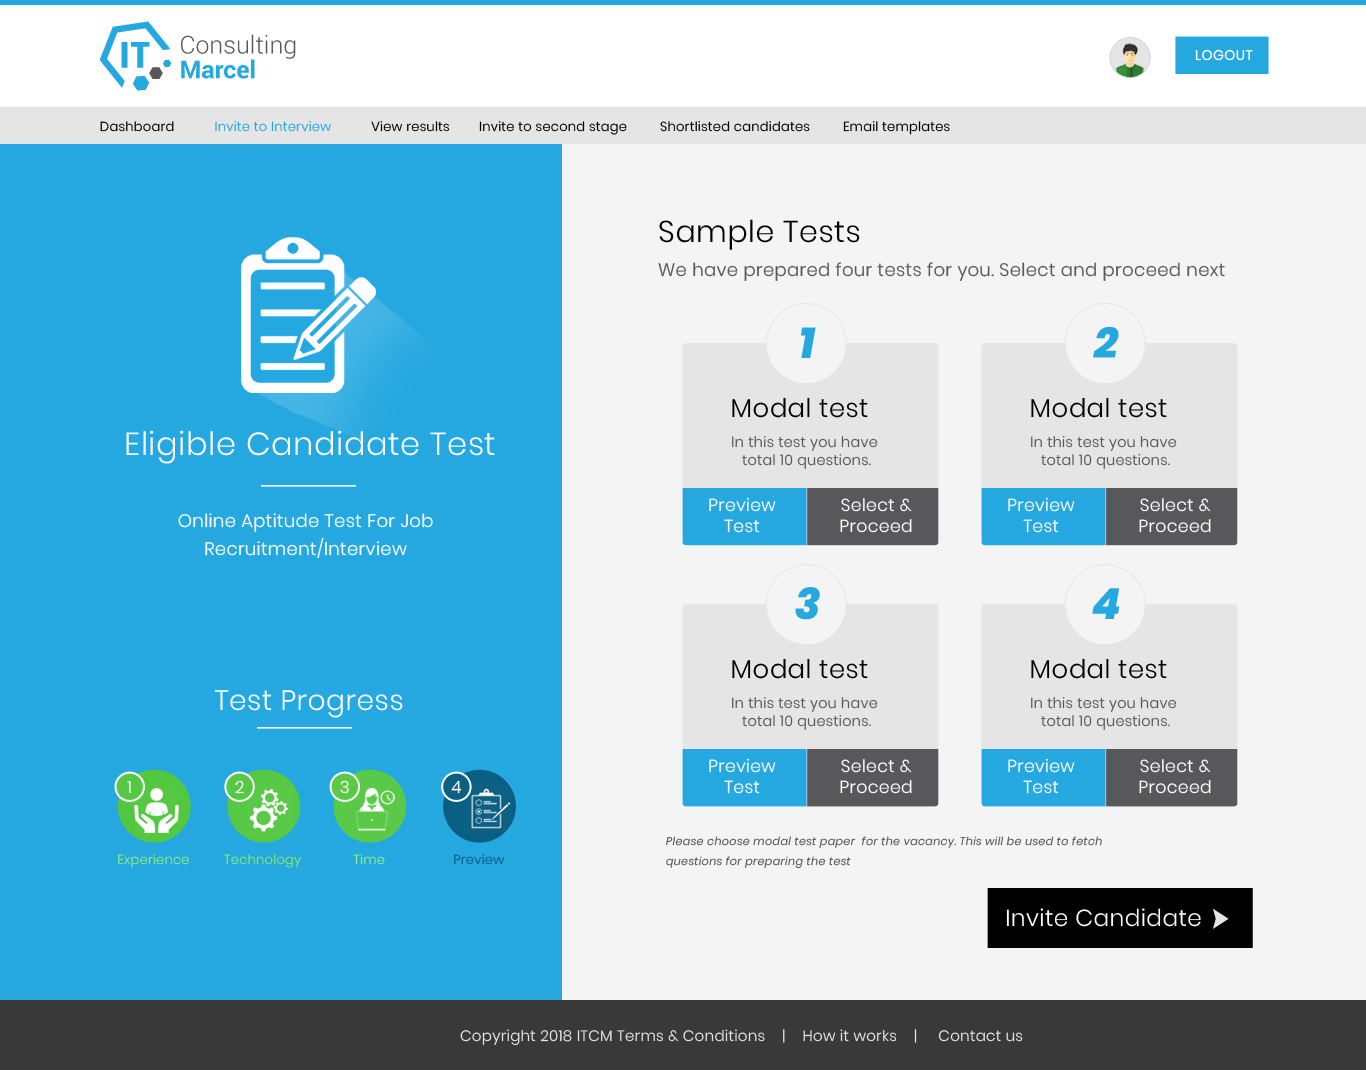 IT Consulting
Marcel
LOGOUT
Dashboard Invite to Interview View results Invite to second stage Shortlisted candidates Email templates
Eligible Candidate Test
Online Aptitude Test For Job
Recruitment/Interview
Test Progress
1 2 3 4
Experience Technology Time Preview
Sample Tests
We have prepared four tests for you. Select and proceed next
1
Modal test
In this test you have
total 10 questions.
Preview
Test
Select &
Proceed
2
Modal test
In this test you have
total 10 questions.
Preview
Test
Select &
Proceed
3
Modal test
In this test you have
total 10 questions.
Preview
Test
Select &
Proceed
4
Modal test
In this test you have
total 10 questions.
Preview
Test
Select &
Proceed
Please choose modal test paper for the vacancy. This will be used to fetch
questions for preparing the test
Invite Candidate
Copyright 2018 ITCM Terms & Conditions | How it works | Contact us